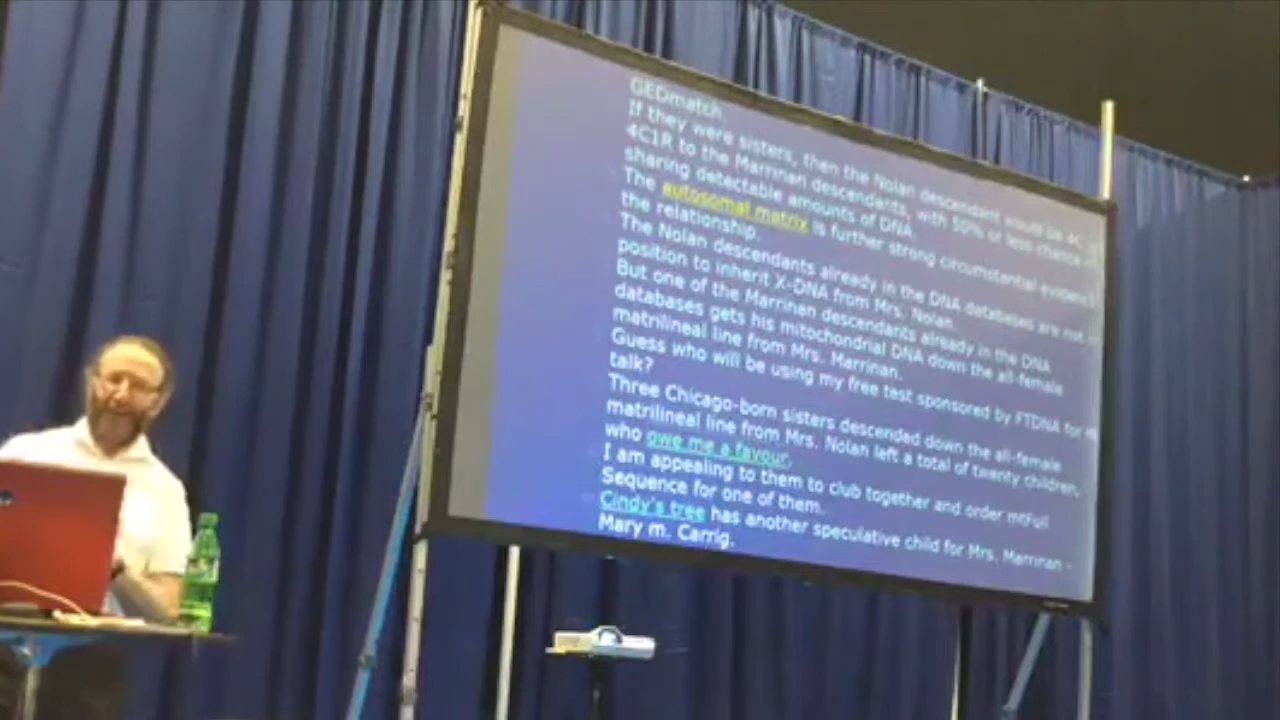 GEDmatch.
If they were sisters, then the Nolan descendant would be 4C
4C1R to the Marrinan descendants, with 50% or less chance of
sharing detectable amounts of DNA.
The autosomal matrix is further strong circumstantial evidence
the relationship.
The Nolan descendants already in the DNA databases are not
position to inherit X-DNA from Mrs. Nolan.
But one of the Marrinan descendants already in the DNA
databases gets his mitochondrial DNA down the all-female
matrilineal line from Mrs. Marrinan.
Guess who will be using my free test sponsored by FTDNA for
talk?
Three Chicago-born sisters descended down the all-female
matrilineal line from Mrs. Nolan left a total of twenty children,
who owe me a favour.
I am appealing to them to club together and order mtFull
Sequence for one of them.
Cindy's tree has another speculative child for Mrs. Marrinan -
Mary m. Carrig.